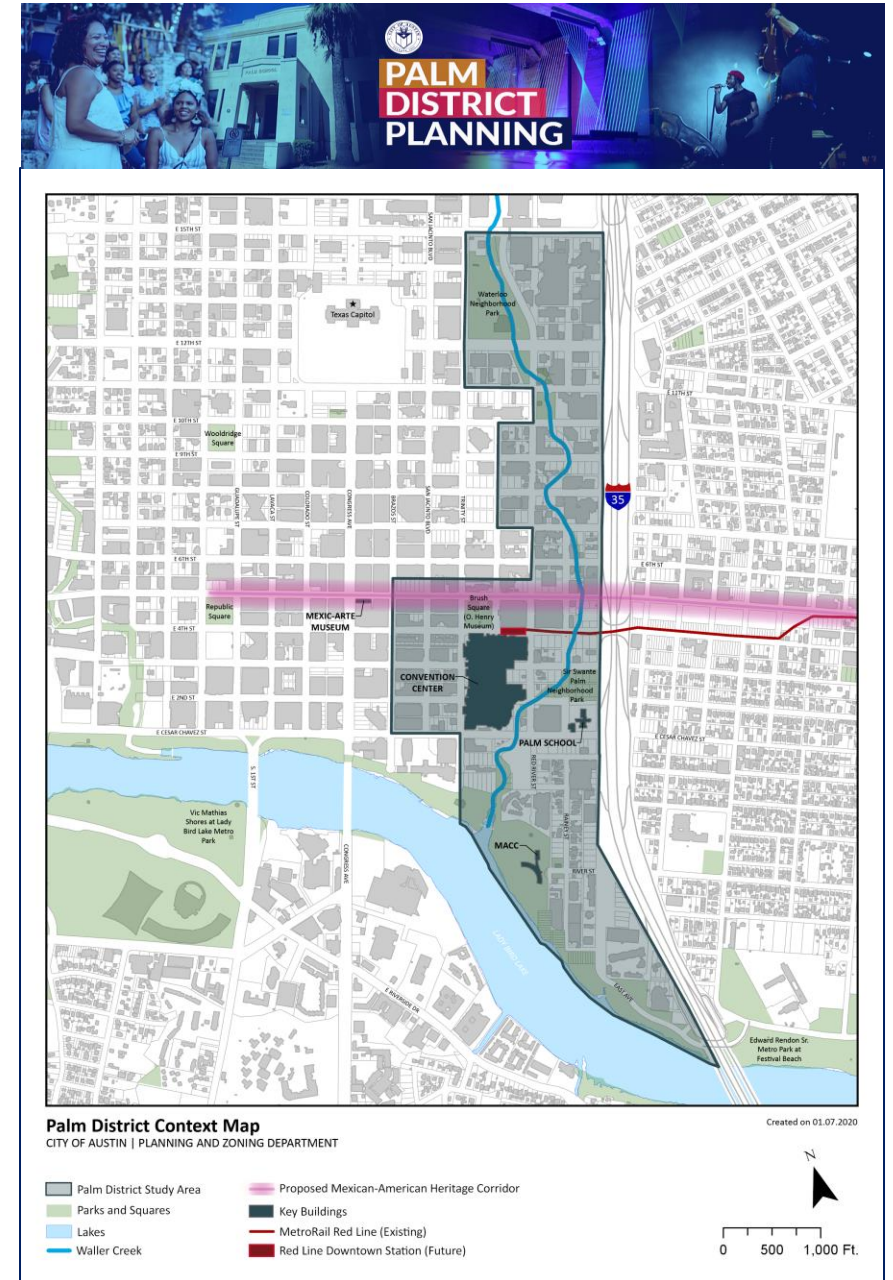 CITY OF AUSTIN
PALM
DISTRICT
PLANNING
E 15TH ST
SAN JACINTO BLVD
Waterloo
Neighborhood
Park
Texas Capitol
E 12TH ST
E 11TH ST
E 10TH ST
Wooldridge
Square
E 9TH ST
GUADALUPE ST
LAVACA ST
COLORADO ST
CONGRESS AVE
BRAZOS ST
SAN JACINTO BLVD
TRINITY ST
35
E 6TH ST
E 6TH ST
Republic
Square
MEXIC-ARTE
MUSEUM
Brush
Square
(O. Henry
Museum)
E 4TH ST
CONVENTION
CENTER
Sir Swante
Palm
Neighborhood
Park
E 2ND ST
PALM SCHOOL
E CESAR CHAVEZ ST
E CESAR CHAVEZ ST
S. 1ST ST
RED RIVER ST
Vic Mathias
Shores at Lady
Bird Lake Metro
Park
CONGRESS AVE
RAINEY ST
MACC
RIVER ST
LADY BIRD LAKE
E RIVERSIDE DR
EAST AVE
Edward Rendon Sr.
Metro Park at
Festival Beach
Palm District Context Map
Created on 01.07.2020
CITY OF AUSTIN | PLANNING AND ZONING DEPARTMENT
N
Palm District Study Area
Parks and Squares
Lakes
Waller Creek
Proposed Mexican-American Heritage Corridor
Key Buildings
MetroRail Red Line (Existing)
Red Line Downtown Station (Future)
0 500 1,000 Ft.